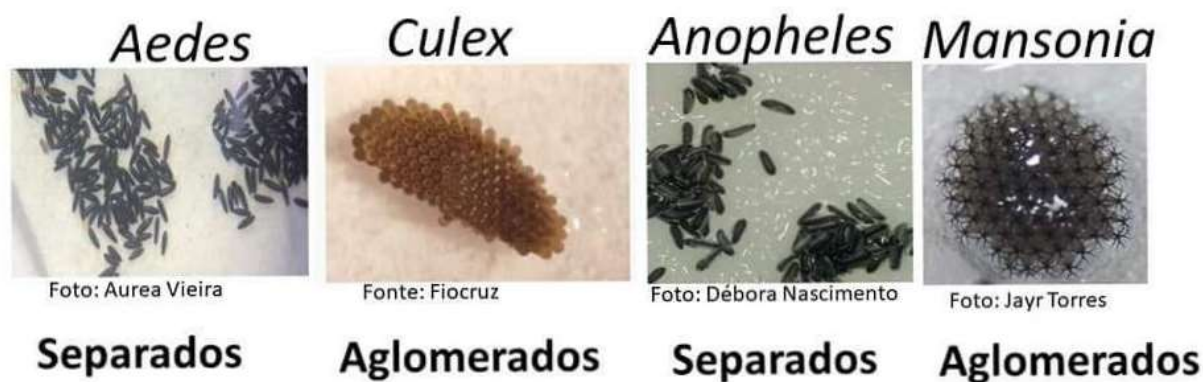 Aedes Culex Anopheles Mansonia
Foto: Aurea Vieira Fonte: Fiocruz Foto: Débora Nascimento Foto: Jayr Torres
Separados Aglomerados Separados Aglomerados